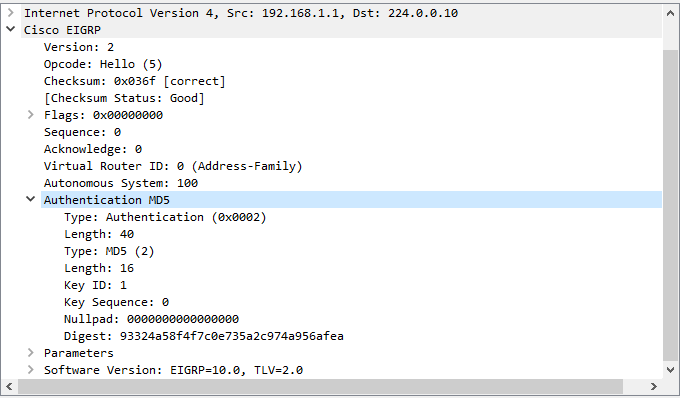 Internet Protocol Version 4, Src: 192.168.1.1, Dst: 224.0.0.10
Cisco EIGRP
Version: 2
Opcode: Hello (5)
Checksum: 0x036f [correct]
[Checksum Status: Good]
Flags: 0x00000000
Sequence: 0
Acknowledge: 0
Virtual Router ID: 0 (Address-Family)
Autonomous System: 100
Authentication MD5
Type: Authentication (0x0002)
Length: 40
Type: MD5 (2)
Length: 16
Key ID: 1
Key Sequence: 0
Nullpad: 0000000000000000
Digest: 93324a58f4f7c0e735a2c974a956afea
Parameters
Software Version: EIGRP=10.0, TLV=2.0